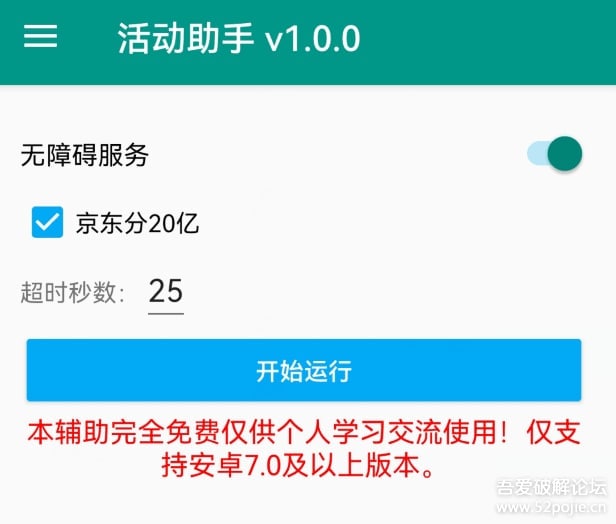 活动助手 v1.0.0
无障碍服务
京东分20亿
超时秒数： 25
开始运行
本辅助完全免费仅供个人学习交流使用！仅支
持安卓7.0及以上版本。
吾爱破解论坛
www.52pojie.cn